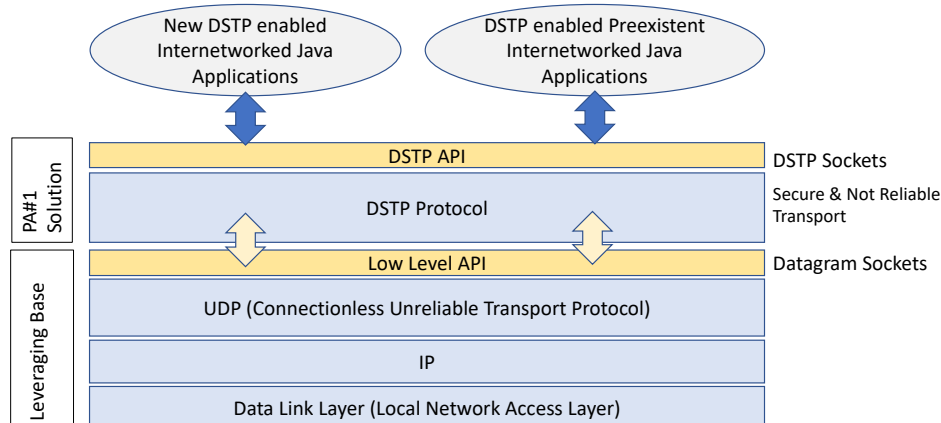 New DSTP enabled
Internetworked Java
Applications
DSTP enabled Preexistent
Internetworked Java
Applications
PA#1
Solution
DSTP API
DSTP Sockets
DSTP Protocol
Secure & Not Reliable
Transport
Leveraging Base
Low Level API
Datagram Sockets
UDP (Connectionless Unreliable Transport Protocol)
IP
Data Link Layer (Local Network Access Layer)